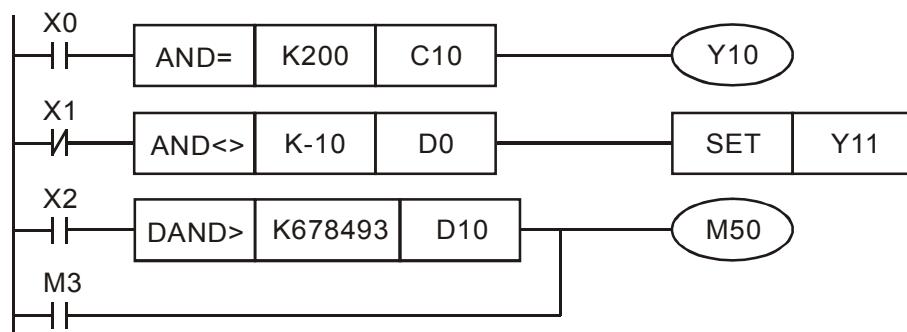 X0
AND= K200 C10 Y10
X1
AND<> K-10 D0 SET Y11
X2
DAND> K678493 D10 M50
M3